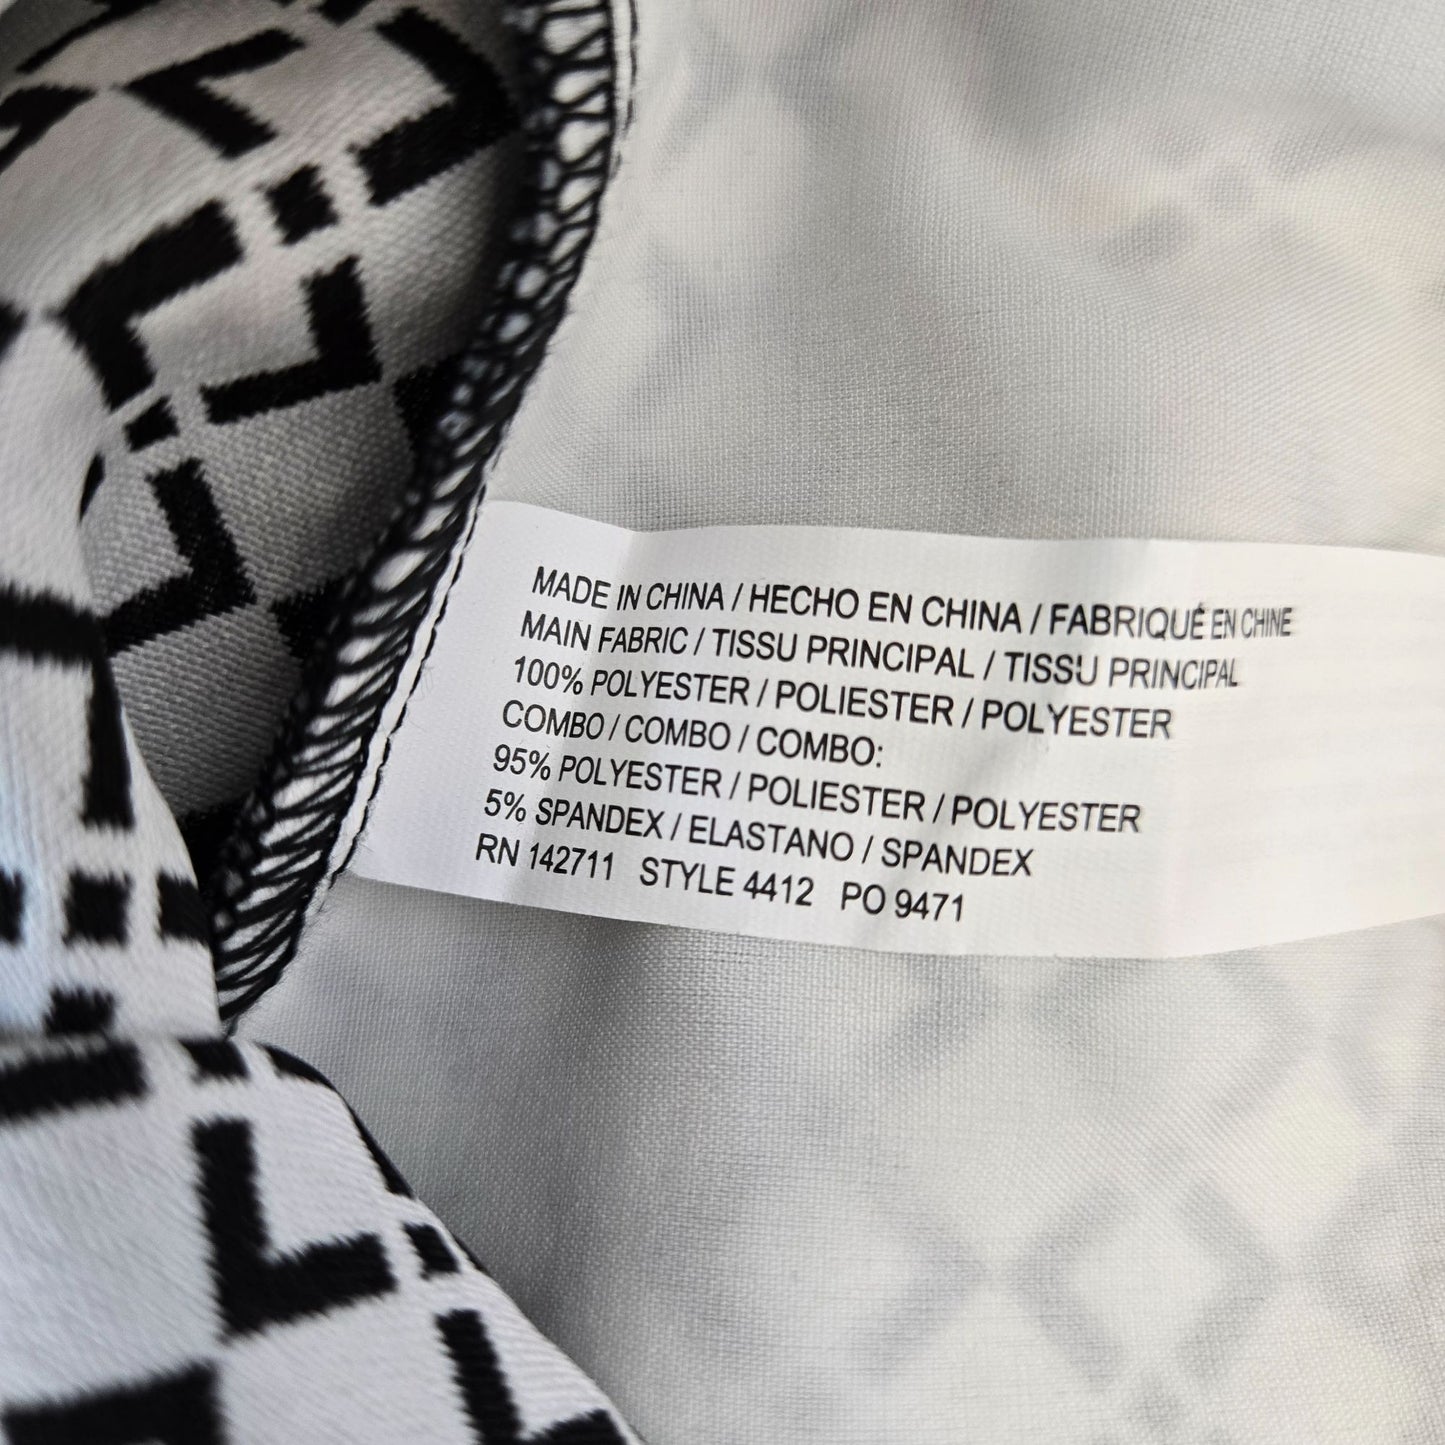 MADE IN CHINA / HECHO EN CHINA / FABRIQUÉ EN CHINE
MAIN FABRIC / TISSU PRINCIPAL / TISSU PRINCIPAL
100% POLYESTER / POLIESTER / POLYESTER
COMBO / COMBO / COMBO:
95% POLYESTER / POLIESTER / POLYESTER
5% SPANDEX / ELASTANO / SPANDEX
RN 142711 STYLE 4412 PO 9471